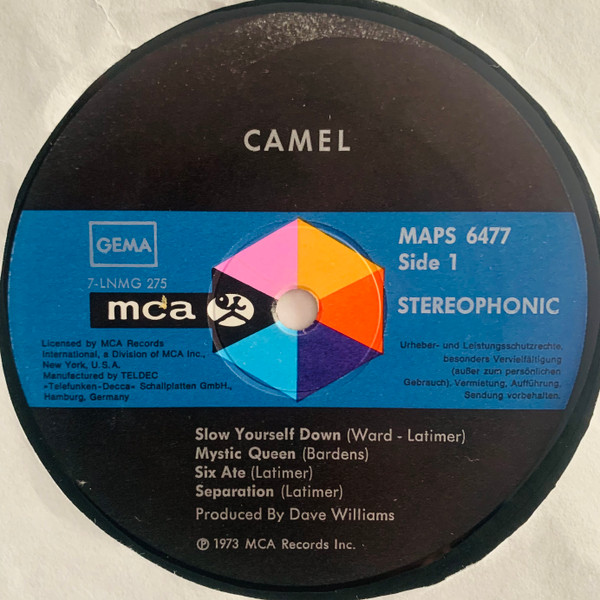 CAMEL
GEMA
7-LNMG 275
mca
MAPS 6477
Side 1
STEREOPHONIC
Licensed by MCA Records
International, a Division of MCA Inc.,
New York, U.S.A.
Manufactured by TELDEC
»Telefunken-Decca« Schallplatten GmbH.,
Hamburg, Germany
Urheber- und Leistungsschutzrechte,
besonders Vervielfältigung
(außer zum persönlichen
Gebrauch), Vermietung, Aufführung,
Sendung vorbehalten.
Slow Yourself Down (Ward - Latimer)
Mystic Queen (Bardens)
Six Ate (Latimer)
Separation (Latimer)
Produced By Dave Williams
℗ 1973 MCA Records Inc.